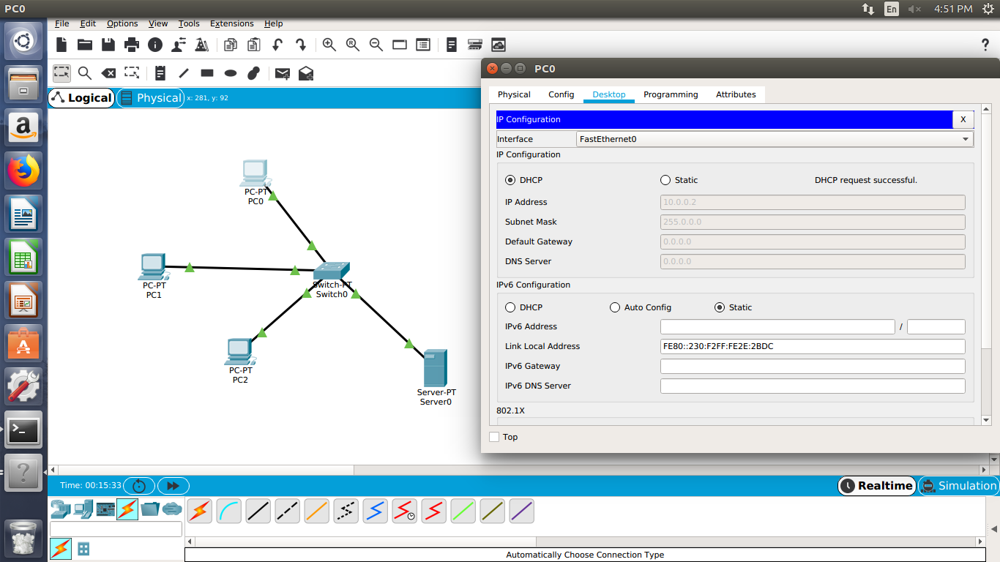 PC0
En
4:51 PM
File Edit Options View Tools Extensions Help
?
PC0
Logical
Physical
x: 281, y: 92
Physical Config Desktop Programming Attributes
IP Configuration
X
Interface
FastEthernet0
IP Configuration
DHCP
Static
DHCP request successful.
IP Address
10.0.0.2
Subnet Mask
255.0.0.0
Default Gateway
0.0.0.0
DNS Server
0.0.0.0
IPv6 Configuration
DHCP
Auto Config
Static
IPv6 Address
/
Link Local Address
FE80::230:F2FF:FE2E:2BDC
IPv6 Gateway
IPv6 DNS Server
802.1X
Top
PC-PT
PC0
PC-PT
PC1
Switch-PT
Switch0
PC-PT
PC2
Server-PT
Server0
Time: 00:15:33
Realtime
Simulation
Automatically Choose Connection Type
a
A
>_
?